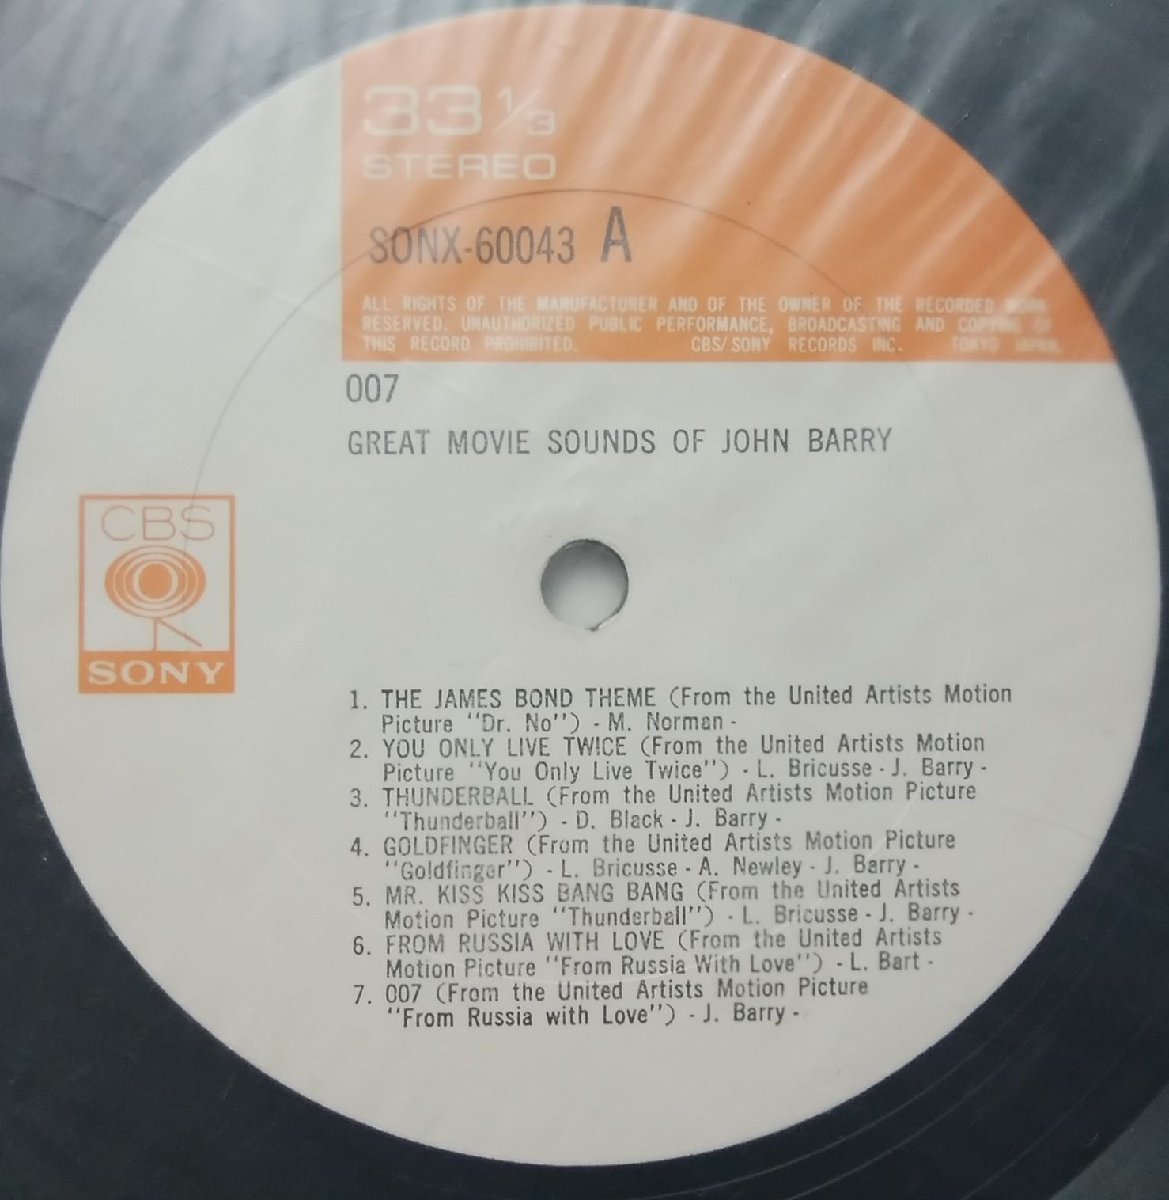 33 1/3
STEREO
SONX-60043 A
ALL RIGHTS OF THE MANUFACTURER AND OF THE OWNER OF THE RECORDED WORK
RESERVED. UNAUTHORIZED PUBLIC PERFORMANCE, BROADCASTING AND COPYING OF
THIS RECORD PROHIBITED. CBS/SONY RECORDS INC. TOKYO JAPAN.
007
GREAT MOVIE SOUNDS OF JOHN BARRY
CBS
SONY
1. THE JAMES BOND THEME (From the United Artists Motion
Picture "Dr. No") - M. Norman -
2. YOU ONLY LIVE TWICE (From the United Artists Motion
Picture "You Only Live Twice") - L. Bricusse - J. Barry -
3. THUNDERBALL (From the United Artists Motion Picture
"Thunderball") - D. Black - J. Barry -
4. GOLDFINGER (From the United Artists Motion Picture
"Goldfinger") - L. Bricusse - A. Newley - J. Barry -
5. MR. KISS KISS BANG BANG (From the United Artists
Motion Picture "Thunderball") - L. Bricusse - J. Barry -
6. FROM RUSSIA WITH LOVE (From the United Artists
Motion Picture "From Russia With Love") - L. Bart -
7. 007 (From the United Artists Motion Picture
"From Russia with Love") - J. Barry -